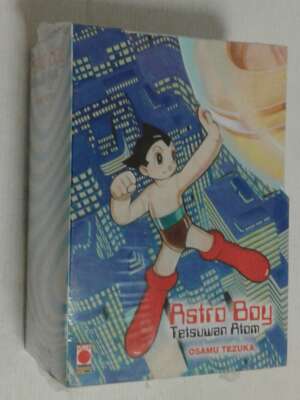 Astro Boy
Tetsuwan Atom
OSAMU TEZUKA